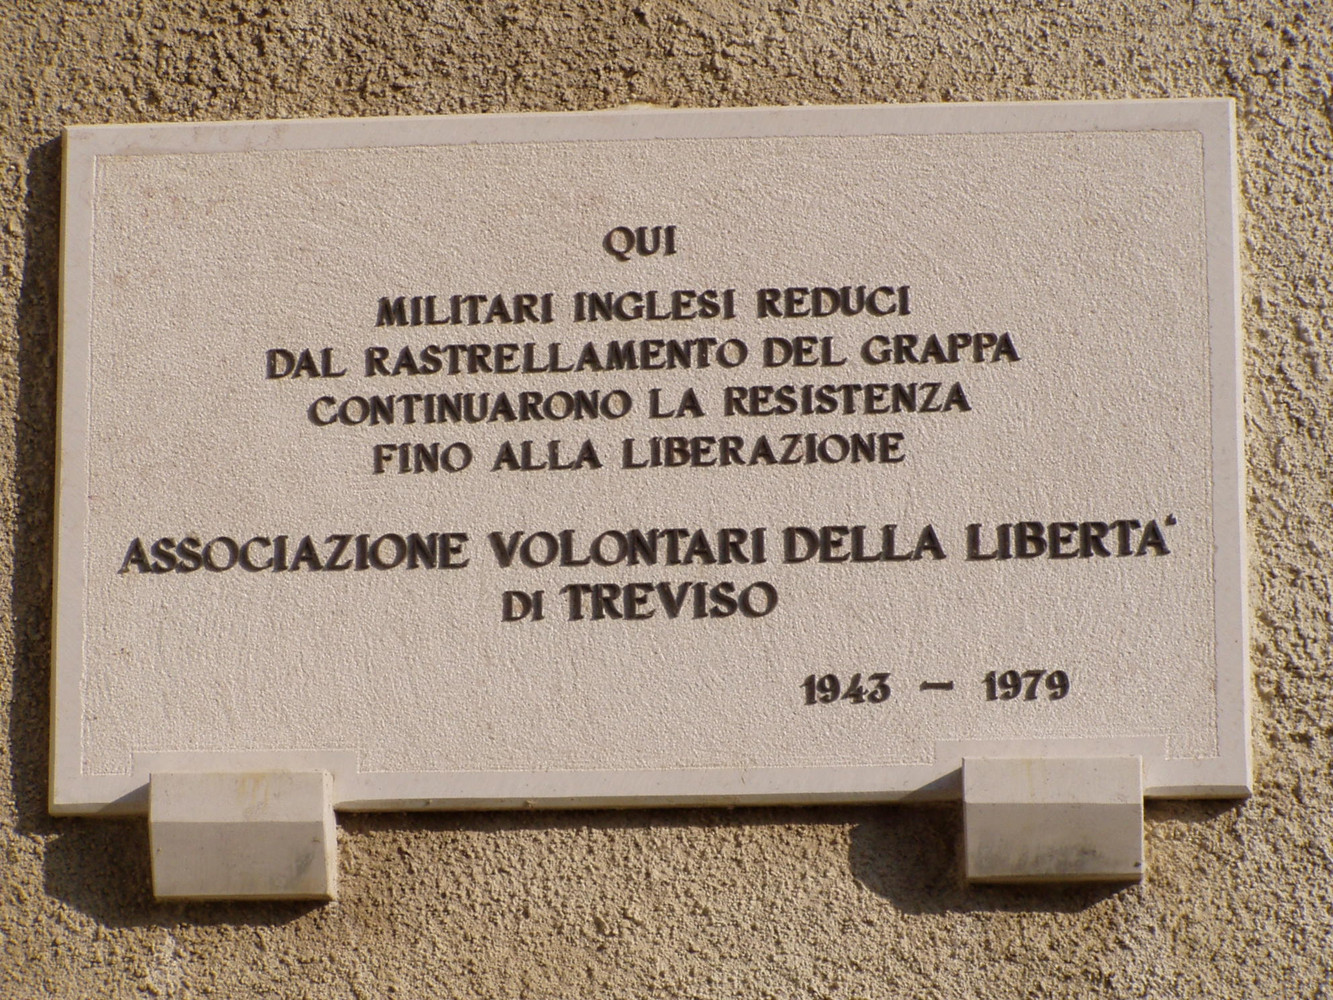 QUI
MILITARI INGLESI REDUCI
DAL RASTRELLAMENTO DEL GRAPPA
CONTINUARONO LA RESISTENZA
FINO ALLA LIBERAZIONE
ASSOCIAZIONE VOLONTARI DELLA LIBERTA‘
DI TREVISO
1943 – 1979